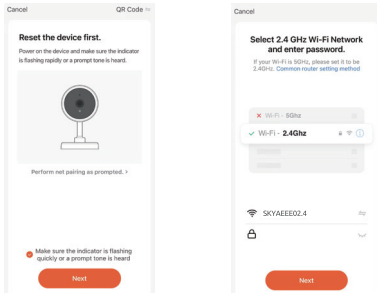 Cancel
QR Code
Reset the device first.
Power on the device and make sure the indicator
is flashing rapidly or a prompt tone is heard.
Perform net pairing as prompted. >
Make sure the indicator is flashing
quickly or a prompt tone is heard
Next
Cancel
Select 2.4 GHz Wi-Fi Network
and enter password.
If your Wi-Fi is 5GHz, please set it to be
2.4GHz. Common router setting method
Wi-Fi - 5Ghz
Wi-Fi - 2.4Ghz
SKYAEEE02.4
Next